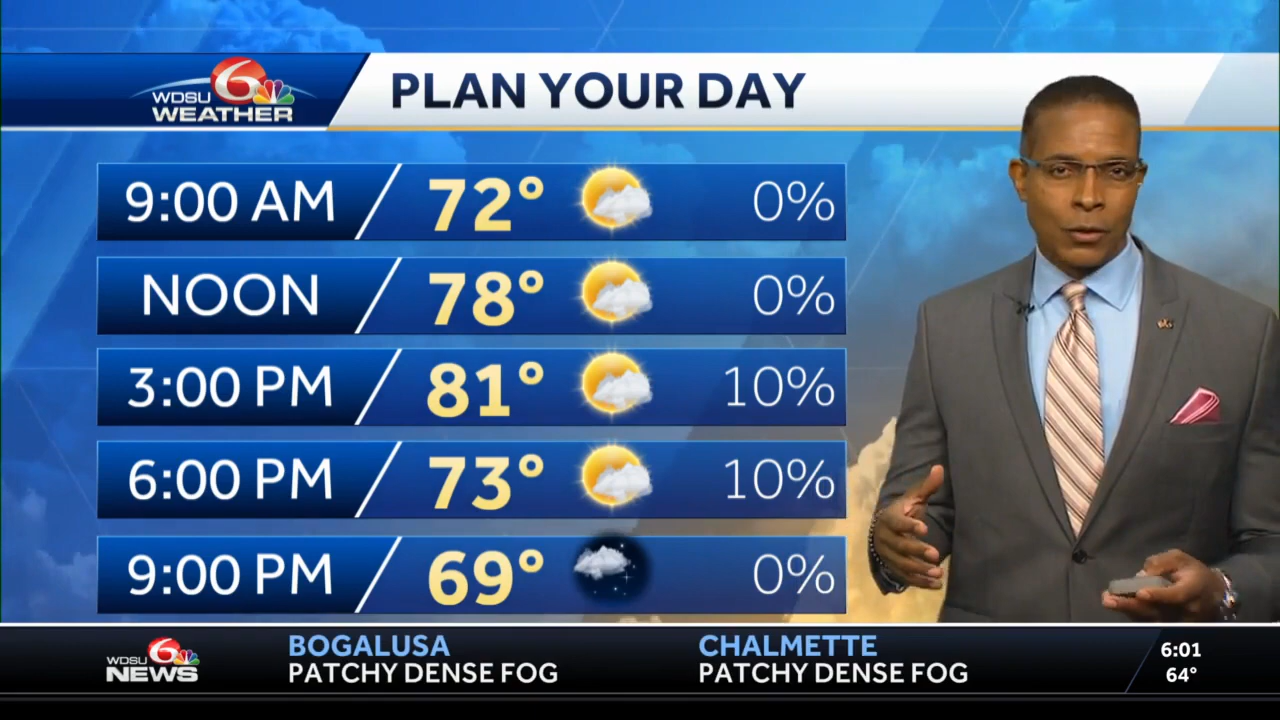 WDSU 6
WEATHER
PLAN YOUR DAY
9:00 AM 72° 0%
NOON 78° 0%
3:00 PM 81° 10%
6:00 PM 73° 10%
9:00 PM 69° 0%
WDSU 6
NEWS
BOGALUSA
PATCHY DENSE FOG
CHALMETTE
PATCHY DENSE FOG
6:01
64°